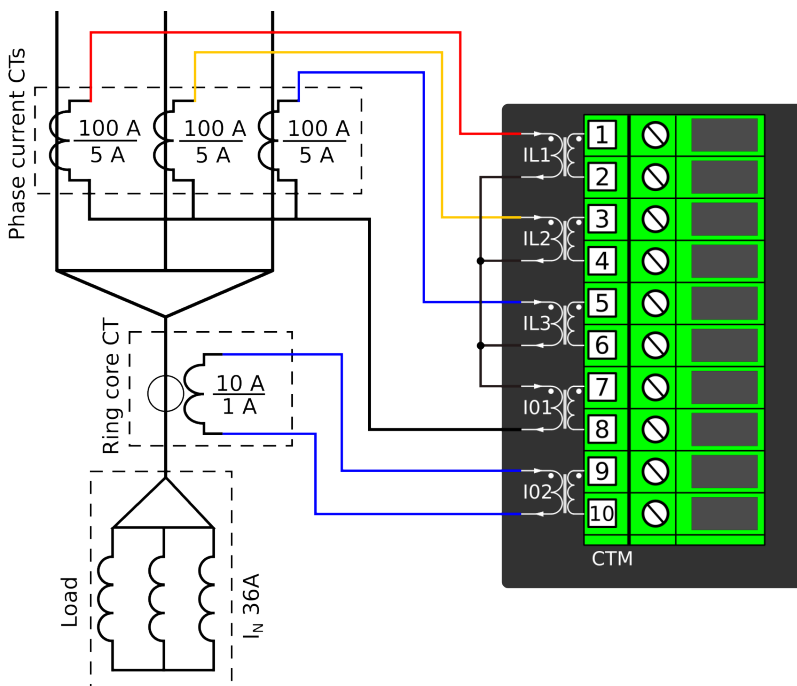 Phase current CTs
100 A
5 A
100 A
5 A
100 A
5 A
IL1
1
2
IL2
3
4
IL3
5
6
I01
7
8
I02
9
10
CTM
Ring core CT
10 A
1 A
Load
IN 36A